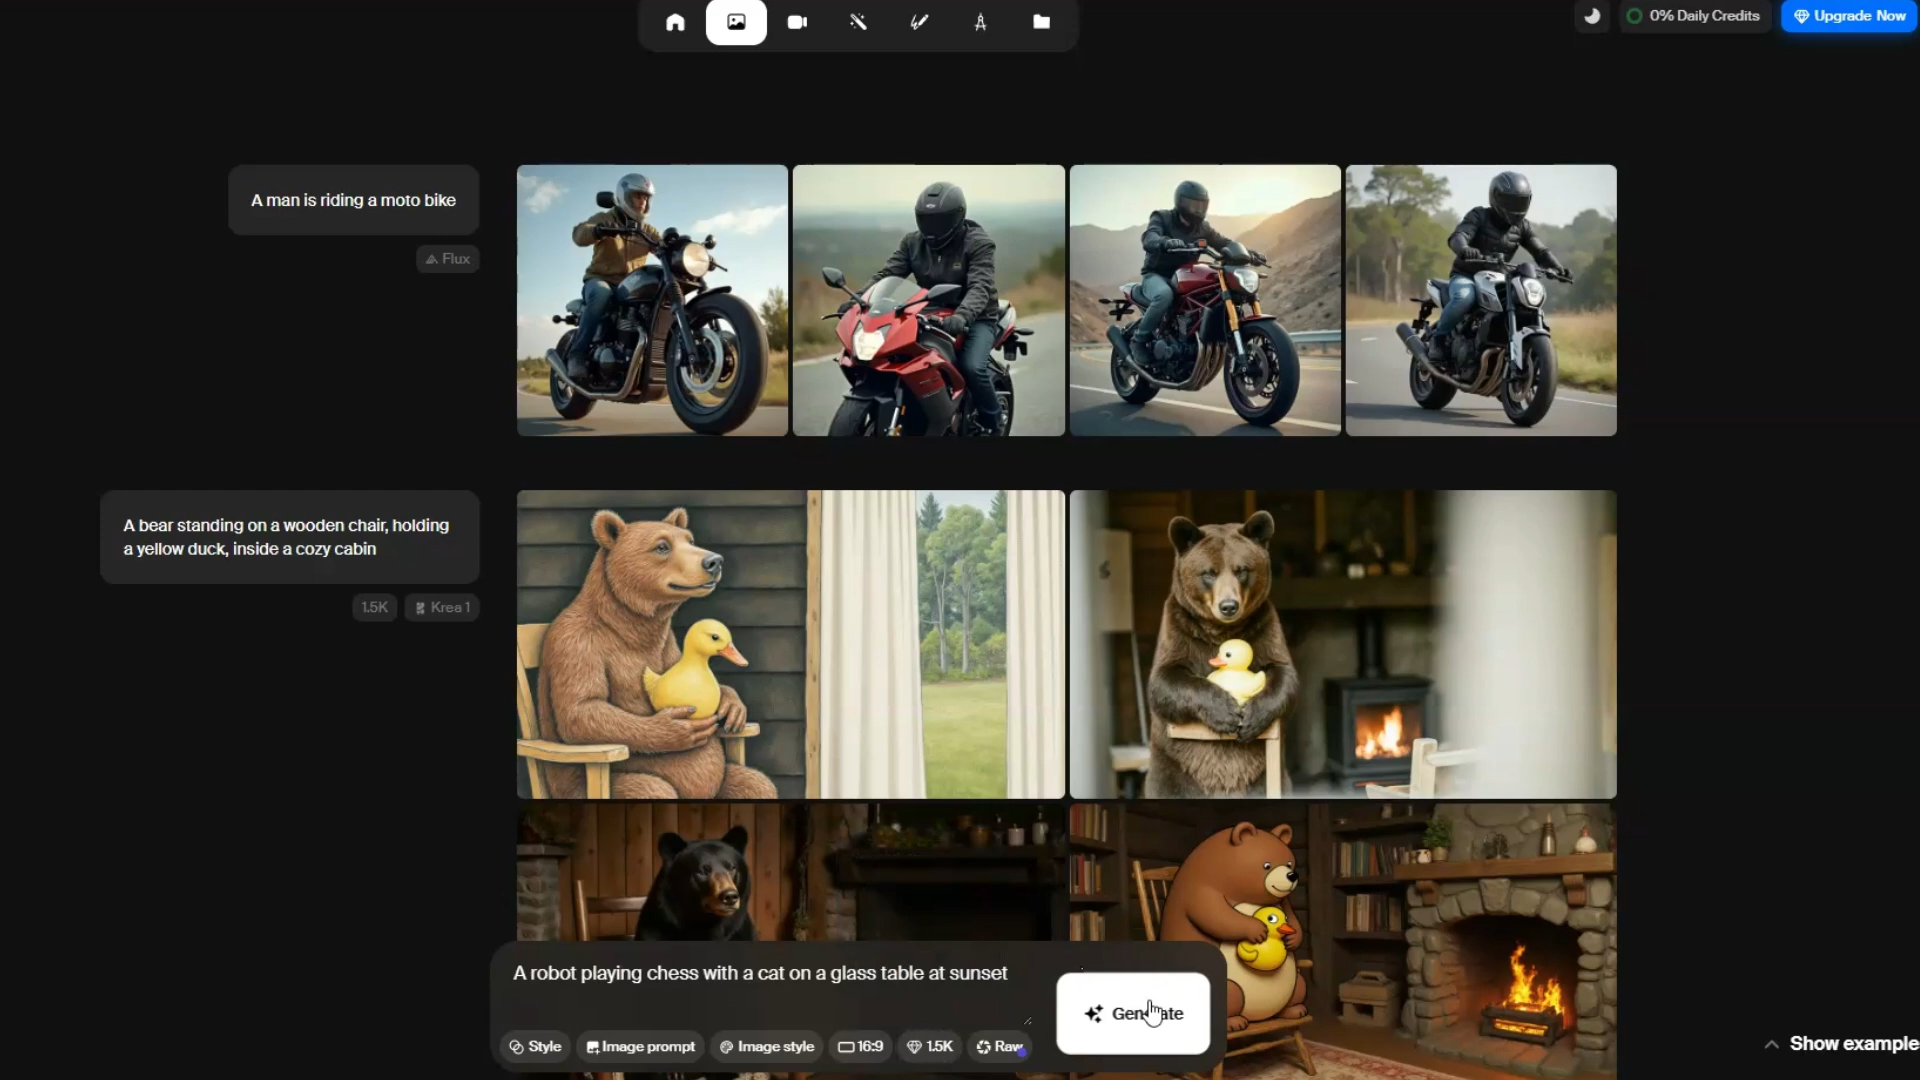 0% Daily Credits
Upgrade Now
A man is riding a moto bike
Flux
A bear standing on a wooden chair, holding
a yellow duck, inside a cozy cabin
1.5K
Krea 1
A robot playing chess with a cat on a glass table at sunset
Generate
Style
Image prompt
Image style
16:9
1.5K
Raw
Show example